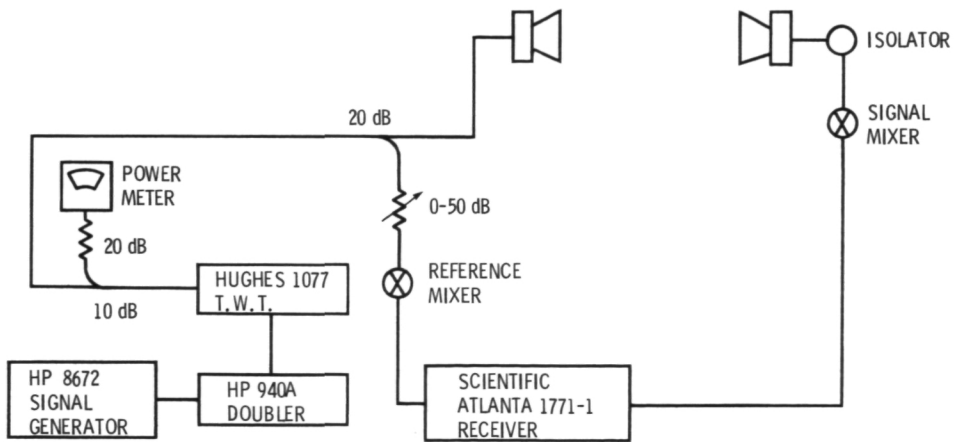 ISOLATOR
SIGNAL
MIXER
20 dB
POWER
METER
0-50 dB
20 dB
REFERENCE
MIXER
HUGHES 1077
T.W.T.
10 dB
HP 8672
SIGNAL
GENERATOR
HP 940A
DOUBLER
SCIENTIFIC
ATLANTA 1771-1
RECEIVER